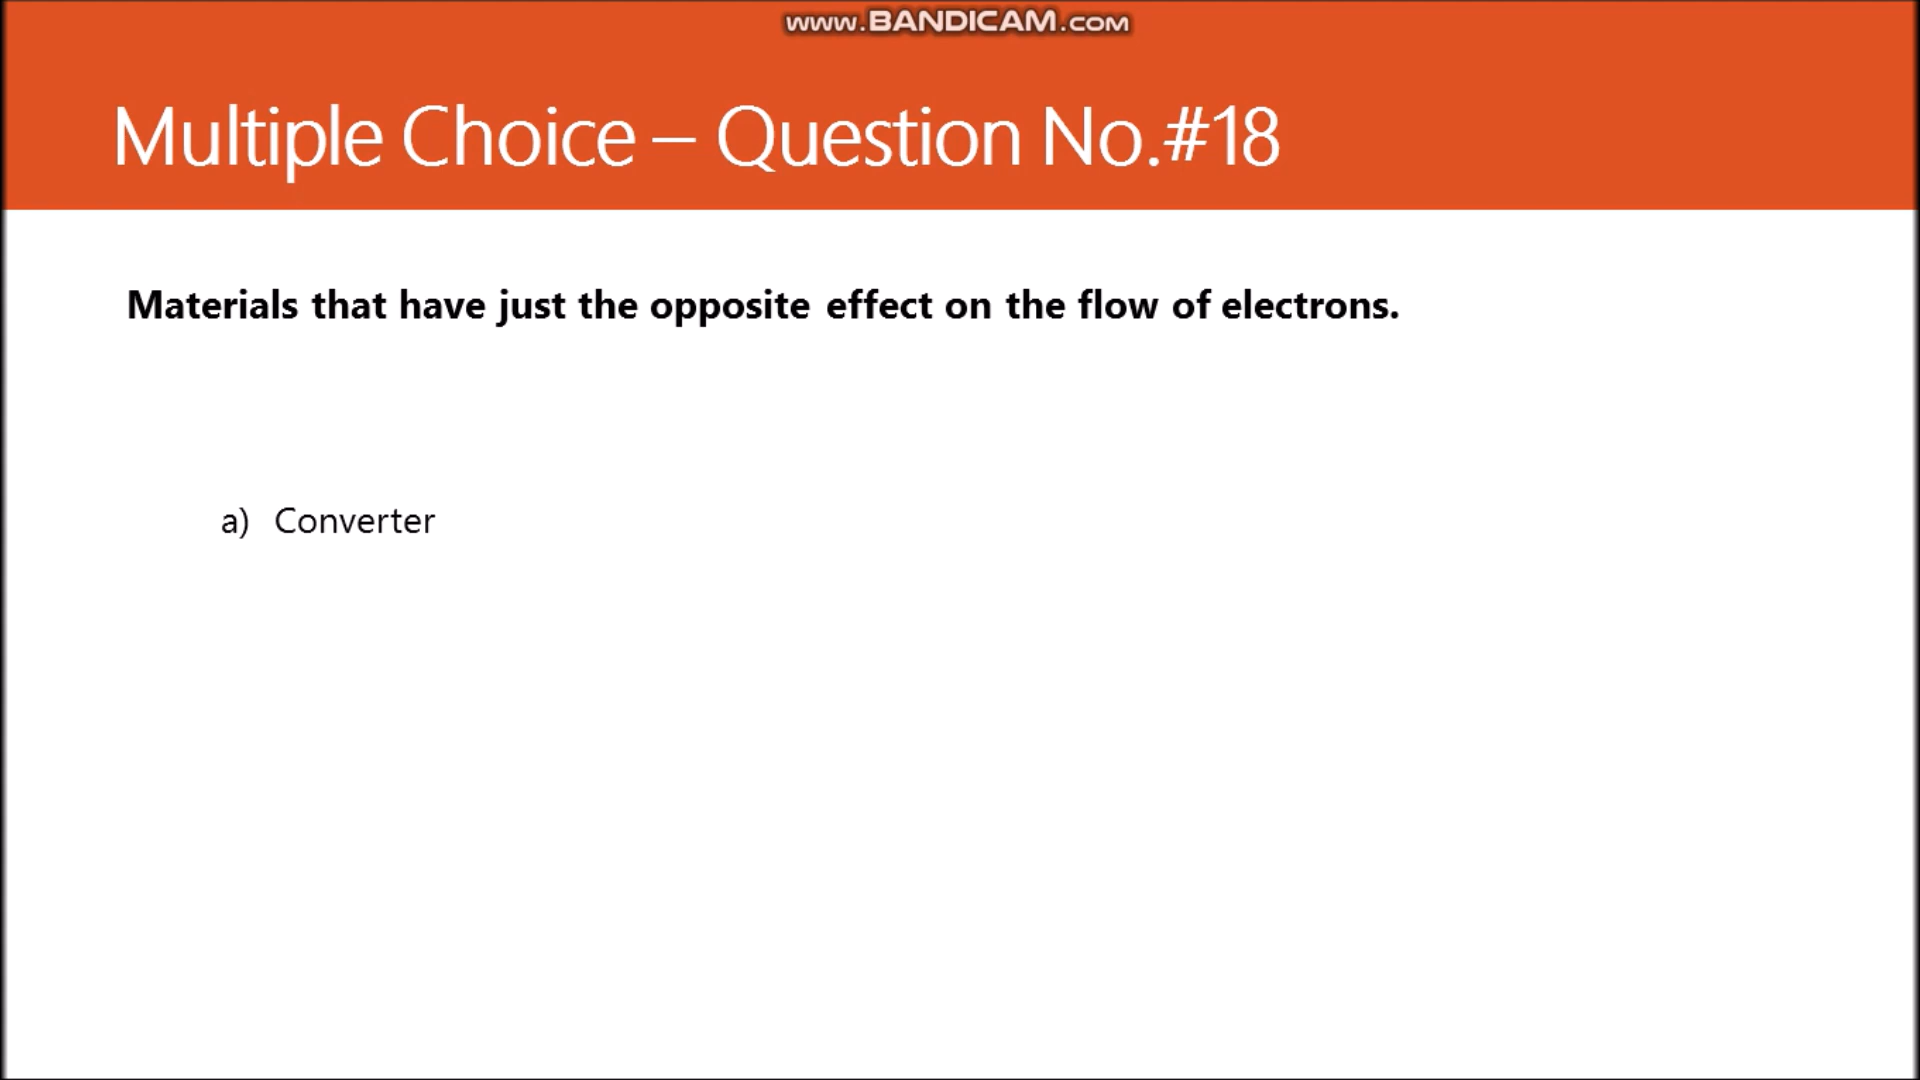 www.BANDICAM.com
Multiple Choice – Question No.#18
Materials that have just the opposite effect on the flow of electrons.
a) Converter